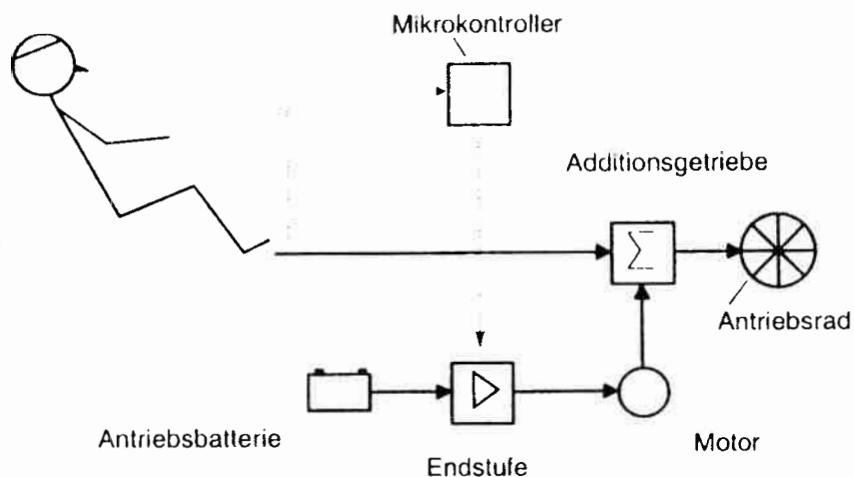 Mikrokontroller
Additionsgetriebe
Σ
Antriebsrad
Antriebsbatterie
Motor
Endstufe